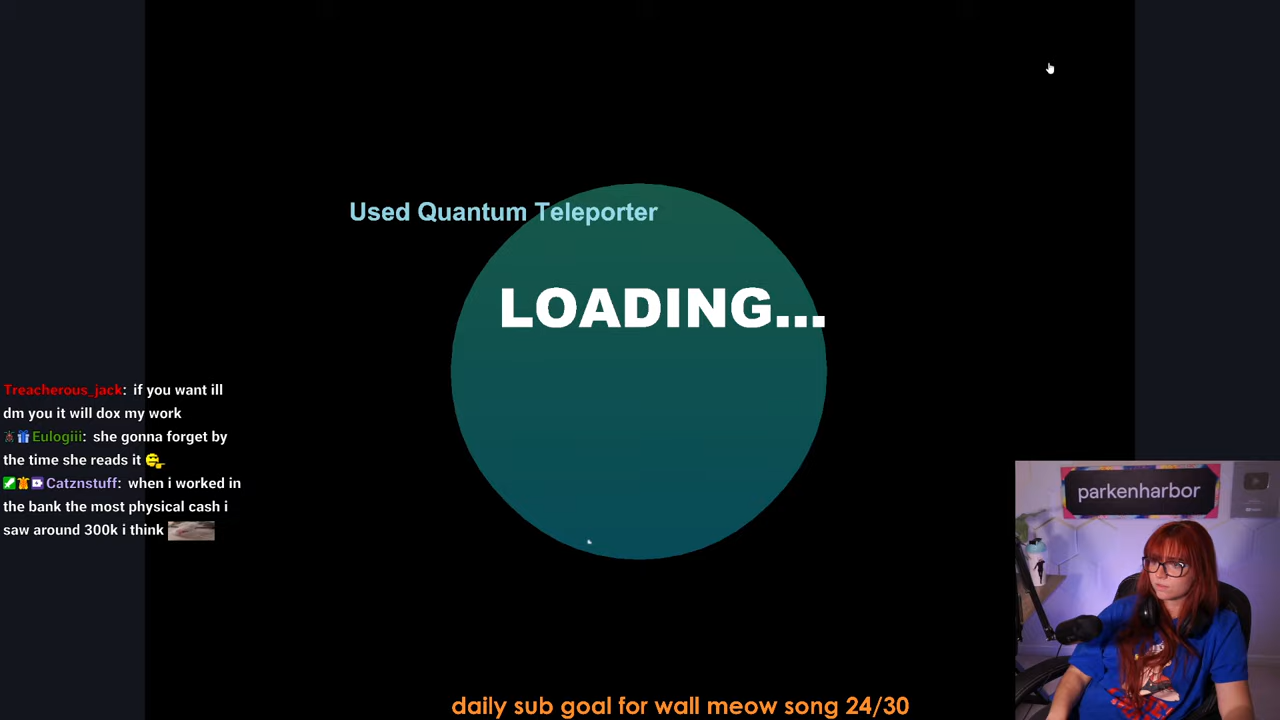 Used Quantum Teleporter
LOADING...
Treacherous_jack: if you want ill
dm you it will dox my work
Eulogiii: she gonna forget by
the time she reads it
Catznstuff: when i worked in
the bank the most physical cash i
saw around 300k i think
parkenharbor
daily sub goal for wall meow song 24/30